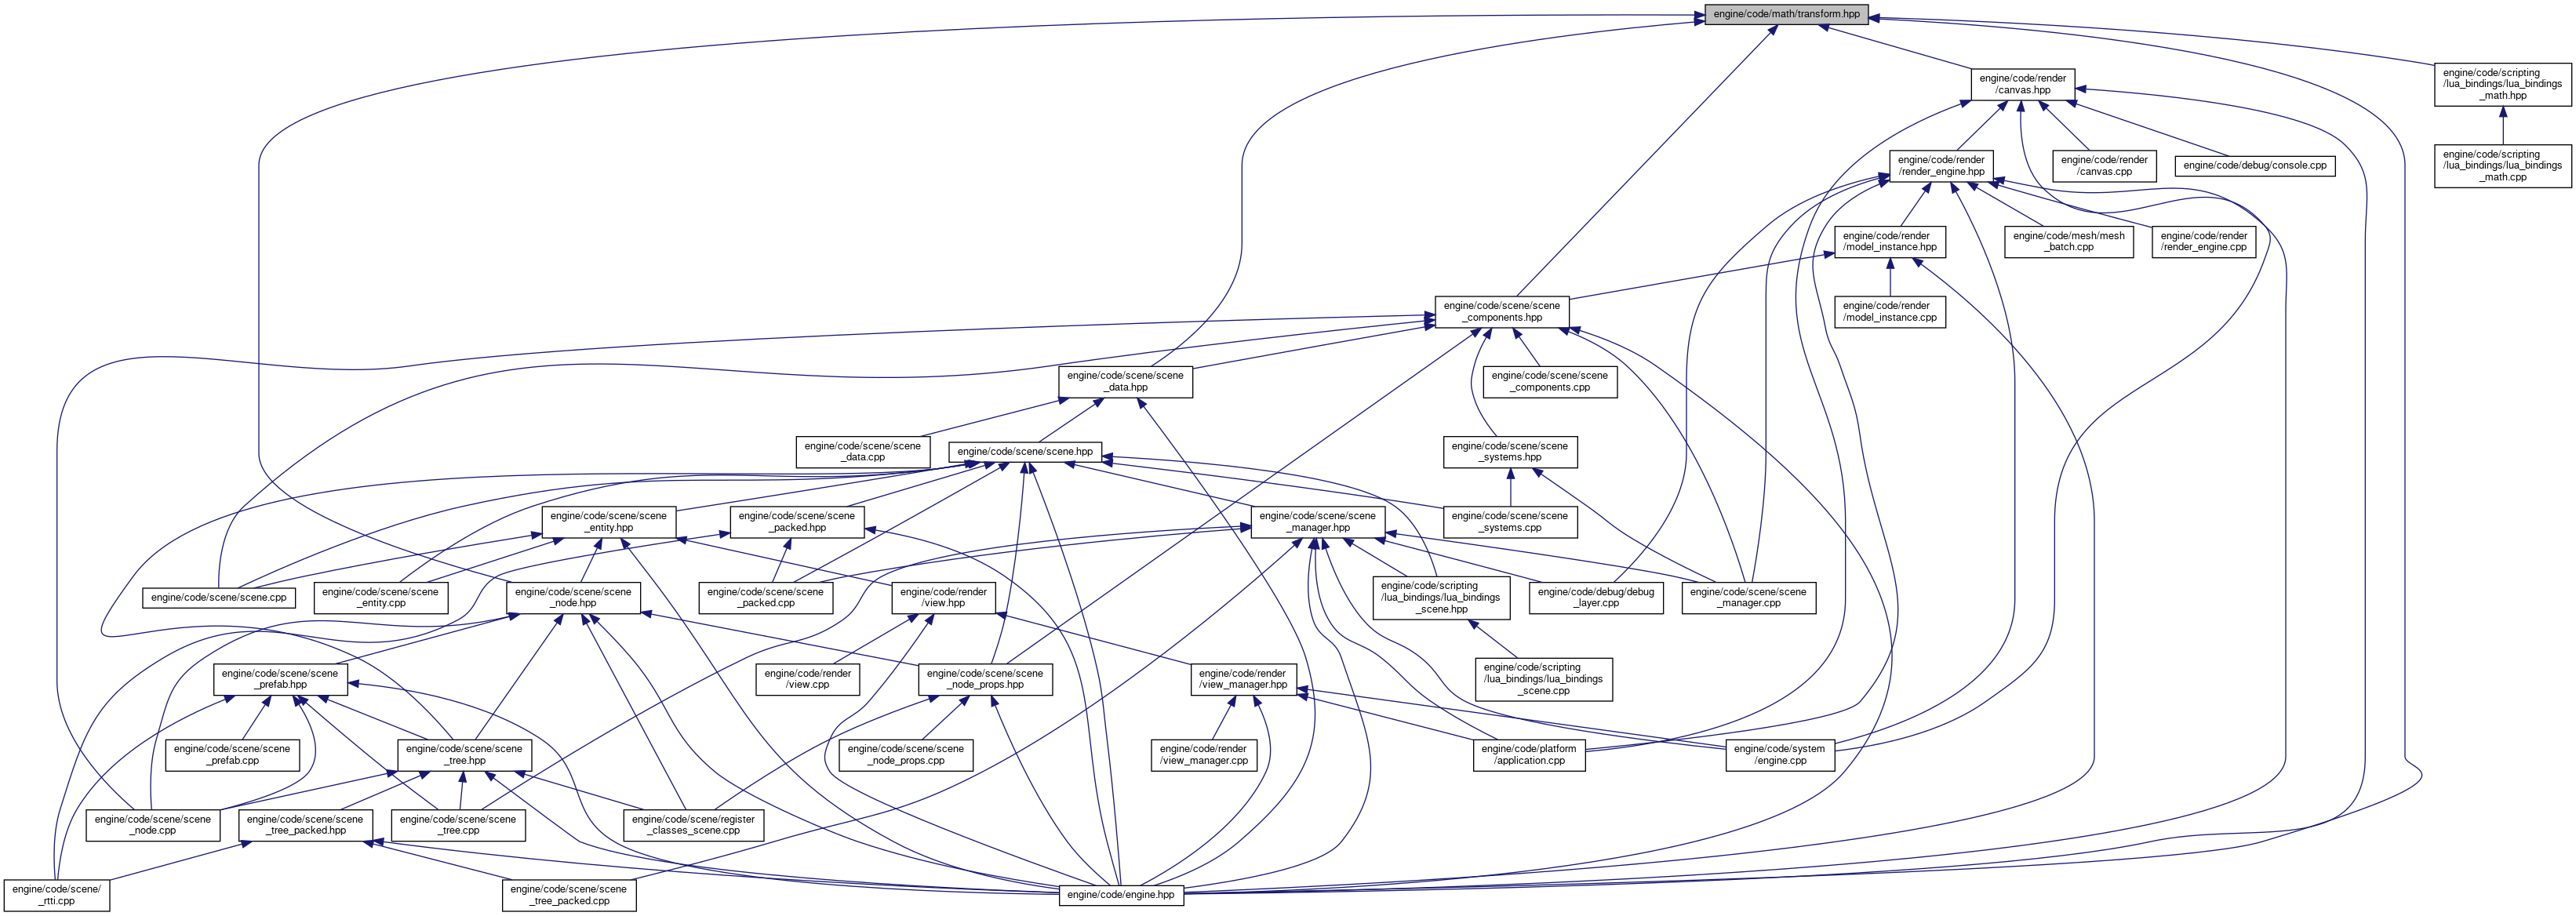 engine/code/math/transform.hpp
engine/code/scripting
/lua_bindings/lua_bindings
_math.hpp
engine/code/render
/canvas.hpp
engine/code/scripting
/lua_bindings/lua_bindings
_math.cpp
engine/code/render
/render_engine.hpp
engine/code/render
/canvas.cpp
engine/code/debug/console.cpp
engine/code/render
/model_instance.hpp
engine/code/mesh/mesh
_batch.cpp
engine/code/render
/render_engine.cpp
engine/code/scene/scene
_components.hpp
engine/code/render
/model_instance.cpp
engine/code/scene/scene
_data.hpp
engine/code/scene/scene
_components.cpp
engine/code/scene/scene
_data.cpp
engine/code/scene/scene.hpp
engine/code/scene/scene
_systems.hpp
engine/code/scene/scene
_entity.hpp
engine/code/scene/scene
_packed.hpp
engine/code/scene/scene
_manager.hpp
engine/code/scene/scene
_systems.cpp
engine/code/scene/scene.cpp
engine/code/scene/scene
_entity.cpp
engine/code/scene/scene
_node.hpp
engine/code/scene/scene
_packed.cpp
engine/code/render
/view.hpp
engine/code/scripting
/lua_bindings/lua_bindings
_scene.hpp
engine/code/debug/debug
_layer.cpp
engine/code/scene/scene
_manager.cpp
engine/code/scene/scene
_prefab.hpp
engine/code/render
/view.cpp
engine/code/scene/scene
_node_props.hpp
engine/code/render
/view_manager.hpp
engine/code/scripting
/lua_bindings/lua_bindings
_scene.cpp
engine/code/scene/scene
_prefab.cpp
engine/code/scene/scene
_tree.hpp
engine/code/scene/scene
_node_props.cpp
engine/code/render
/view_manager.cpp
engine/code/platform
/application.cpp
engine/code/system
/engine.cpp
engine/code/scene/scene
_node.cpp
engine/code/scene/scene
_tree_packed.hpp
engine/code/scene/scene
_tree.cpp
engine/code/scene/register
_classes_scene.cpp
engine/code/scene/
_rtti.cpp
engine/code/scene/scene
_tree_packed.cpp
engine/code/engine.hpp